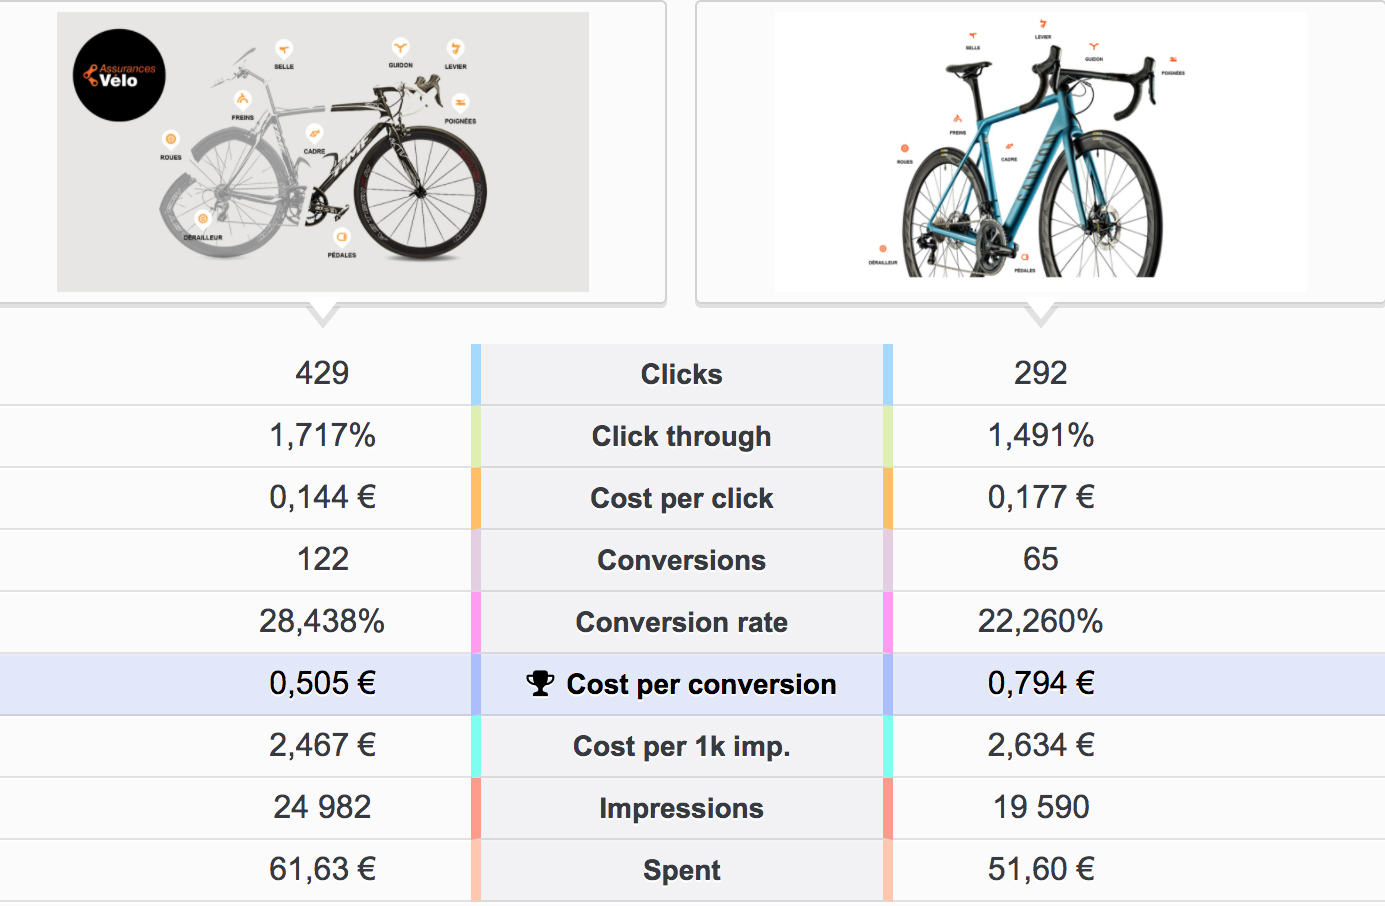 Assurances
Vélo
SELLE
GUIDON
LEVIER
FREINS
POIGNÉES
ROUES
CADRE
DÉRAILLEUR
PÉDALES
LEVIER
SELLE
GUIDON
POIGNÉES
FREINS
ROUES
CADRE
DÉRAILLEUR
PÉDALES
429 Clicks 292
1,717% Click through 1,491%
0,144 € Cost per click 0,177 €
122 Conversions 65
28,438% Conversion rate 22,260%
0,505 € Cost per conversion 0,794 €
2,467 € Cost per 1k imp. 2,634 €
24 982 Impressions 19 590
61,63 € Spent 51,60 €